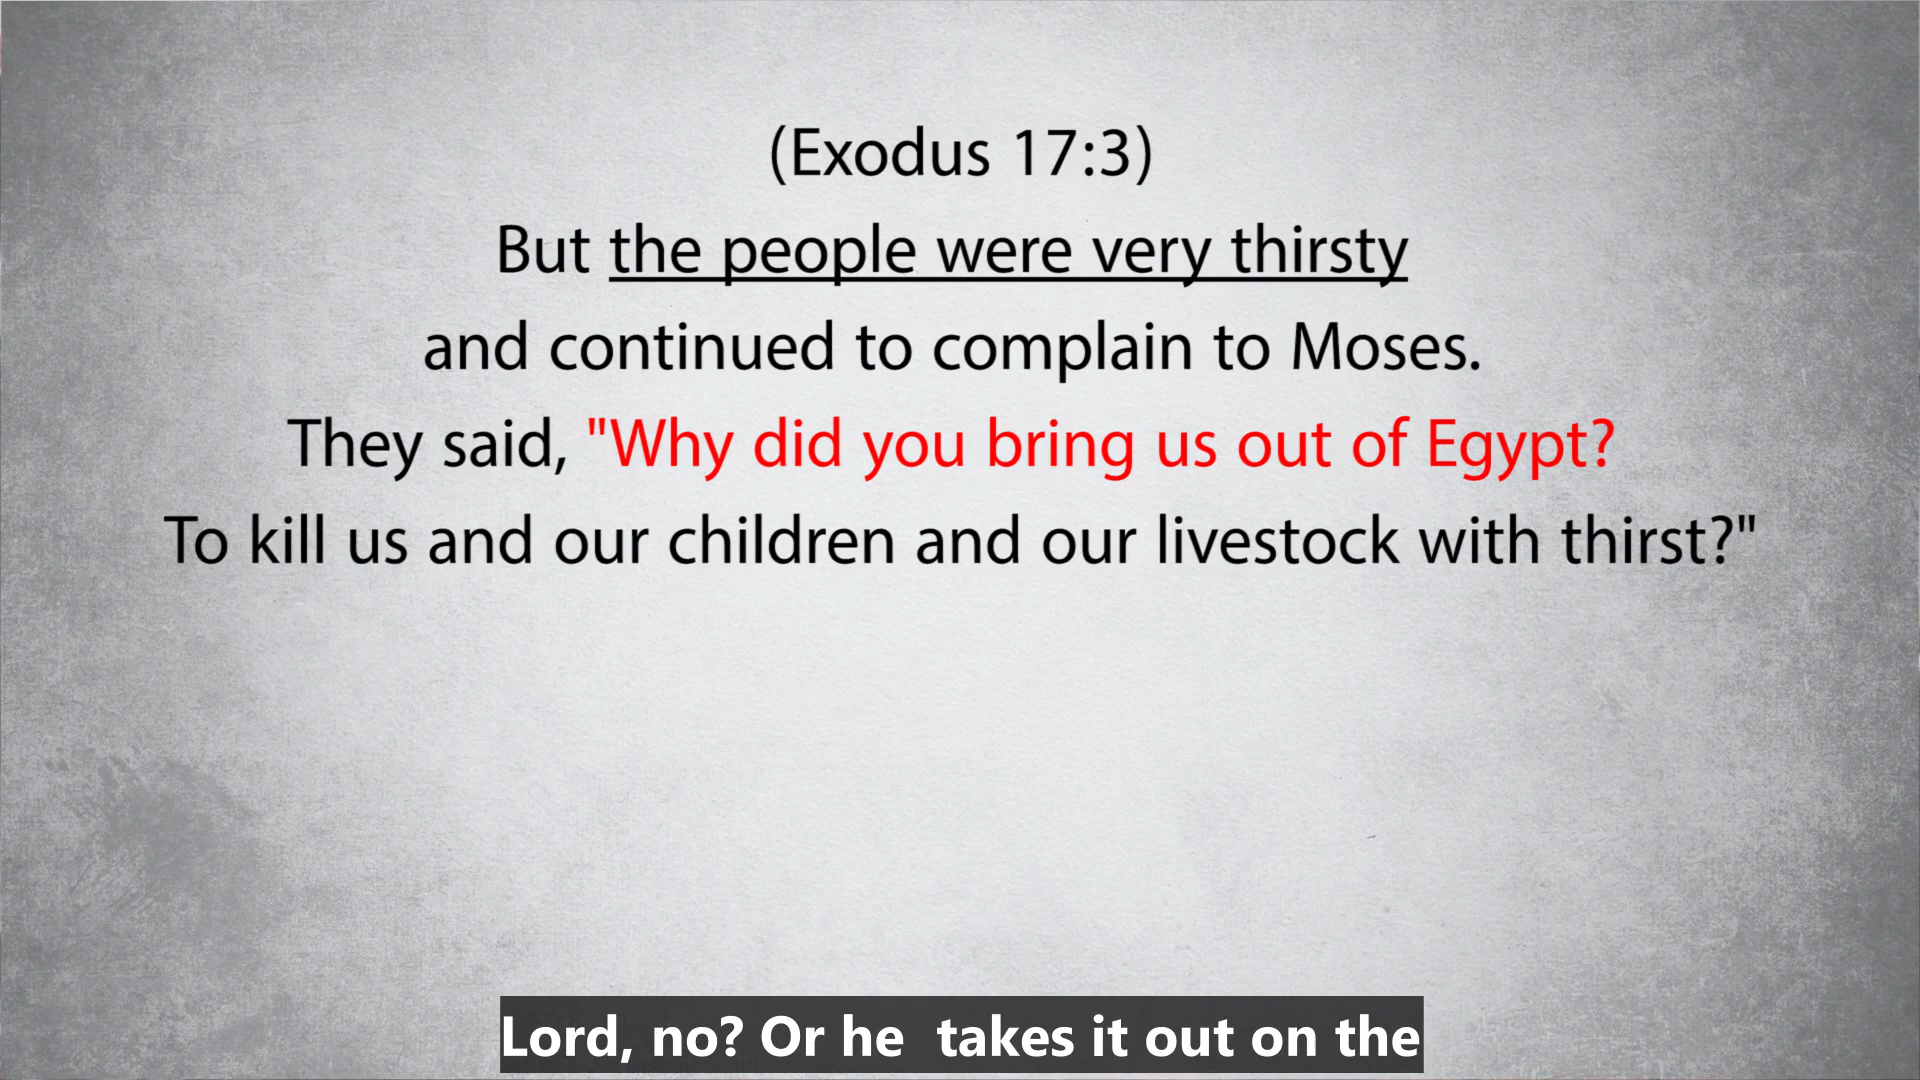 (Exodus 17:3)
But the people were very thirsty
and continued to complain to Moses.
They said, "Why did you bring us out of Egypt?
To kill us and our children and our livestock with thirst?"
Lord, no? Or he  takes it out on the